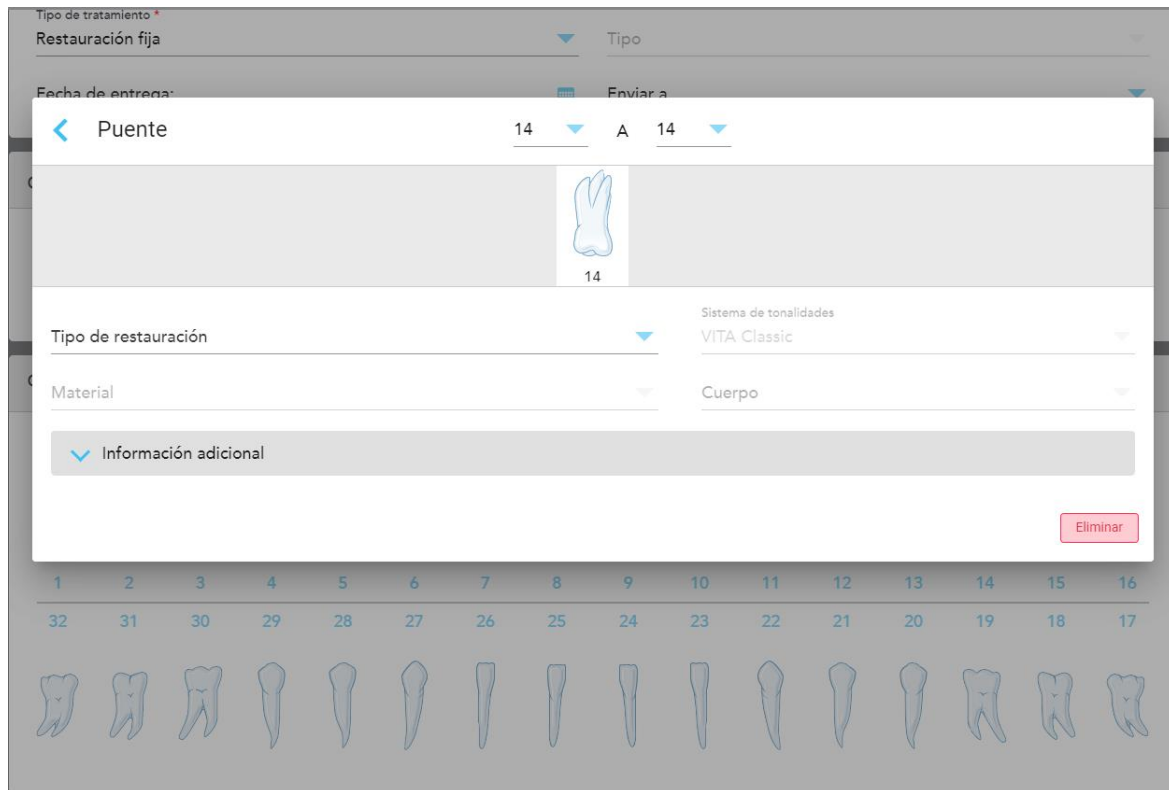 Tipo de tratamiento *
Restauración fija
Tipo
Fecha de entrega:
Enviar a
Puente
14 A 14
14
Tipo de restauración
Sistema de tonalidades
VITA Classic
Material
Cuerpo
Información adicional
Eliminar
1 2 3 4 5 6 7 8 9 10 11 12 13 14 15 16
32 31 30 29 28 27 26 25 24 23 22 21 20 19 18 17